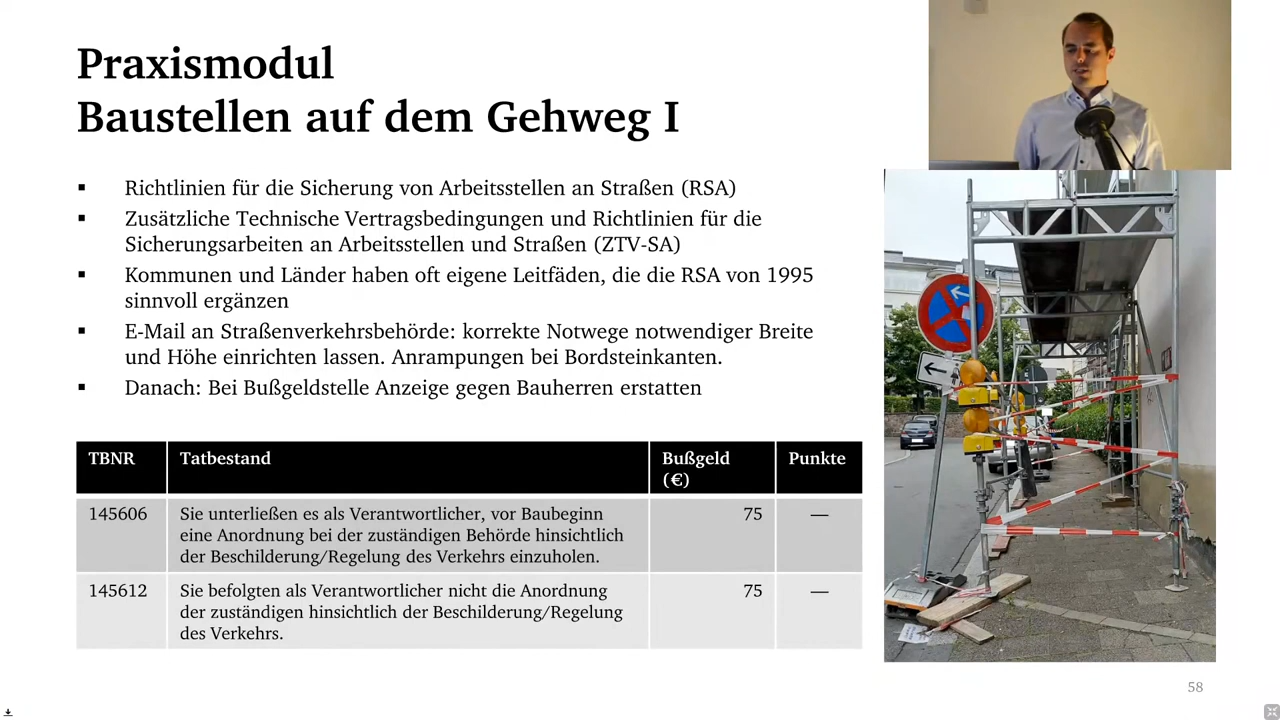 Praxismodul
Baustellen auf dem Gehweg I
▪ Richtlinien für die Sicherung von Arbeitsstellen an Straßen (RSA)
▪ Zusätzliche Technische Vertragsbedingungen und Richtlinien für die
Sicherungsarbeiten an Arbeitsstellen und Straßen (ZTV-SA)
▪ Kommunen und Länder haben oft eigene Leitfäden, die die RSA von 1995
sinnvoll ergänzen
▪ E-Mail an Straßenverkehrsbehörde: korrekte Notwege notwendiger Breite
und Höhe einrichten lassen. Anrampungen bei Bordsteinkanten.
▪ Danach: Bei Bußgeldstelle Anzeige gegen Bauherren erstatten
TBNR Tatbestand Bußgeld Punkte
(€)
145606 Sie unterließen es als Verantwortlicher, vor Baubeginn 75 —
eine Anordnung bei der zuständigen Behörde hinsichtlich
der Beschilderung/Regelung des Verkehrs einzuholen.
145612 Sie befolgten als Verantwortlicher nicht die Anordnung 75 —
der zuständigen hinsichtlich der Beschilderung/Regelung
des Verkehrs.
58